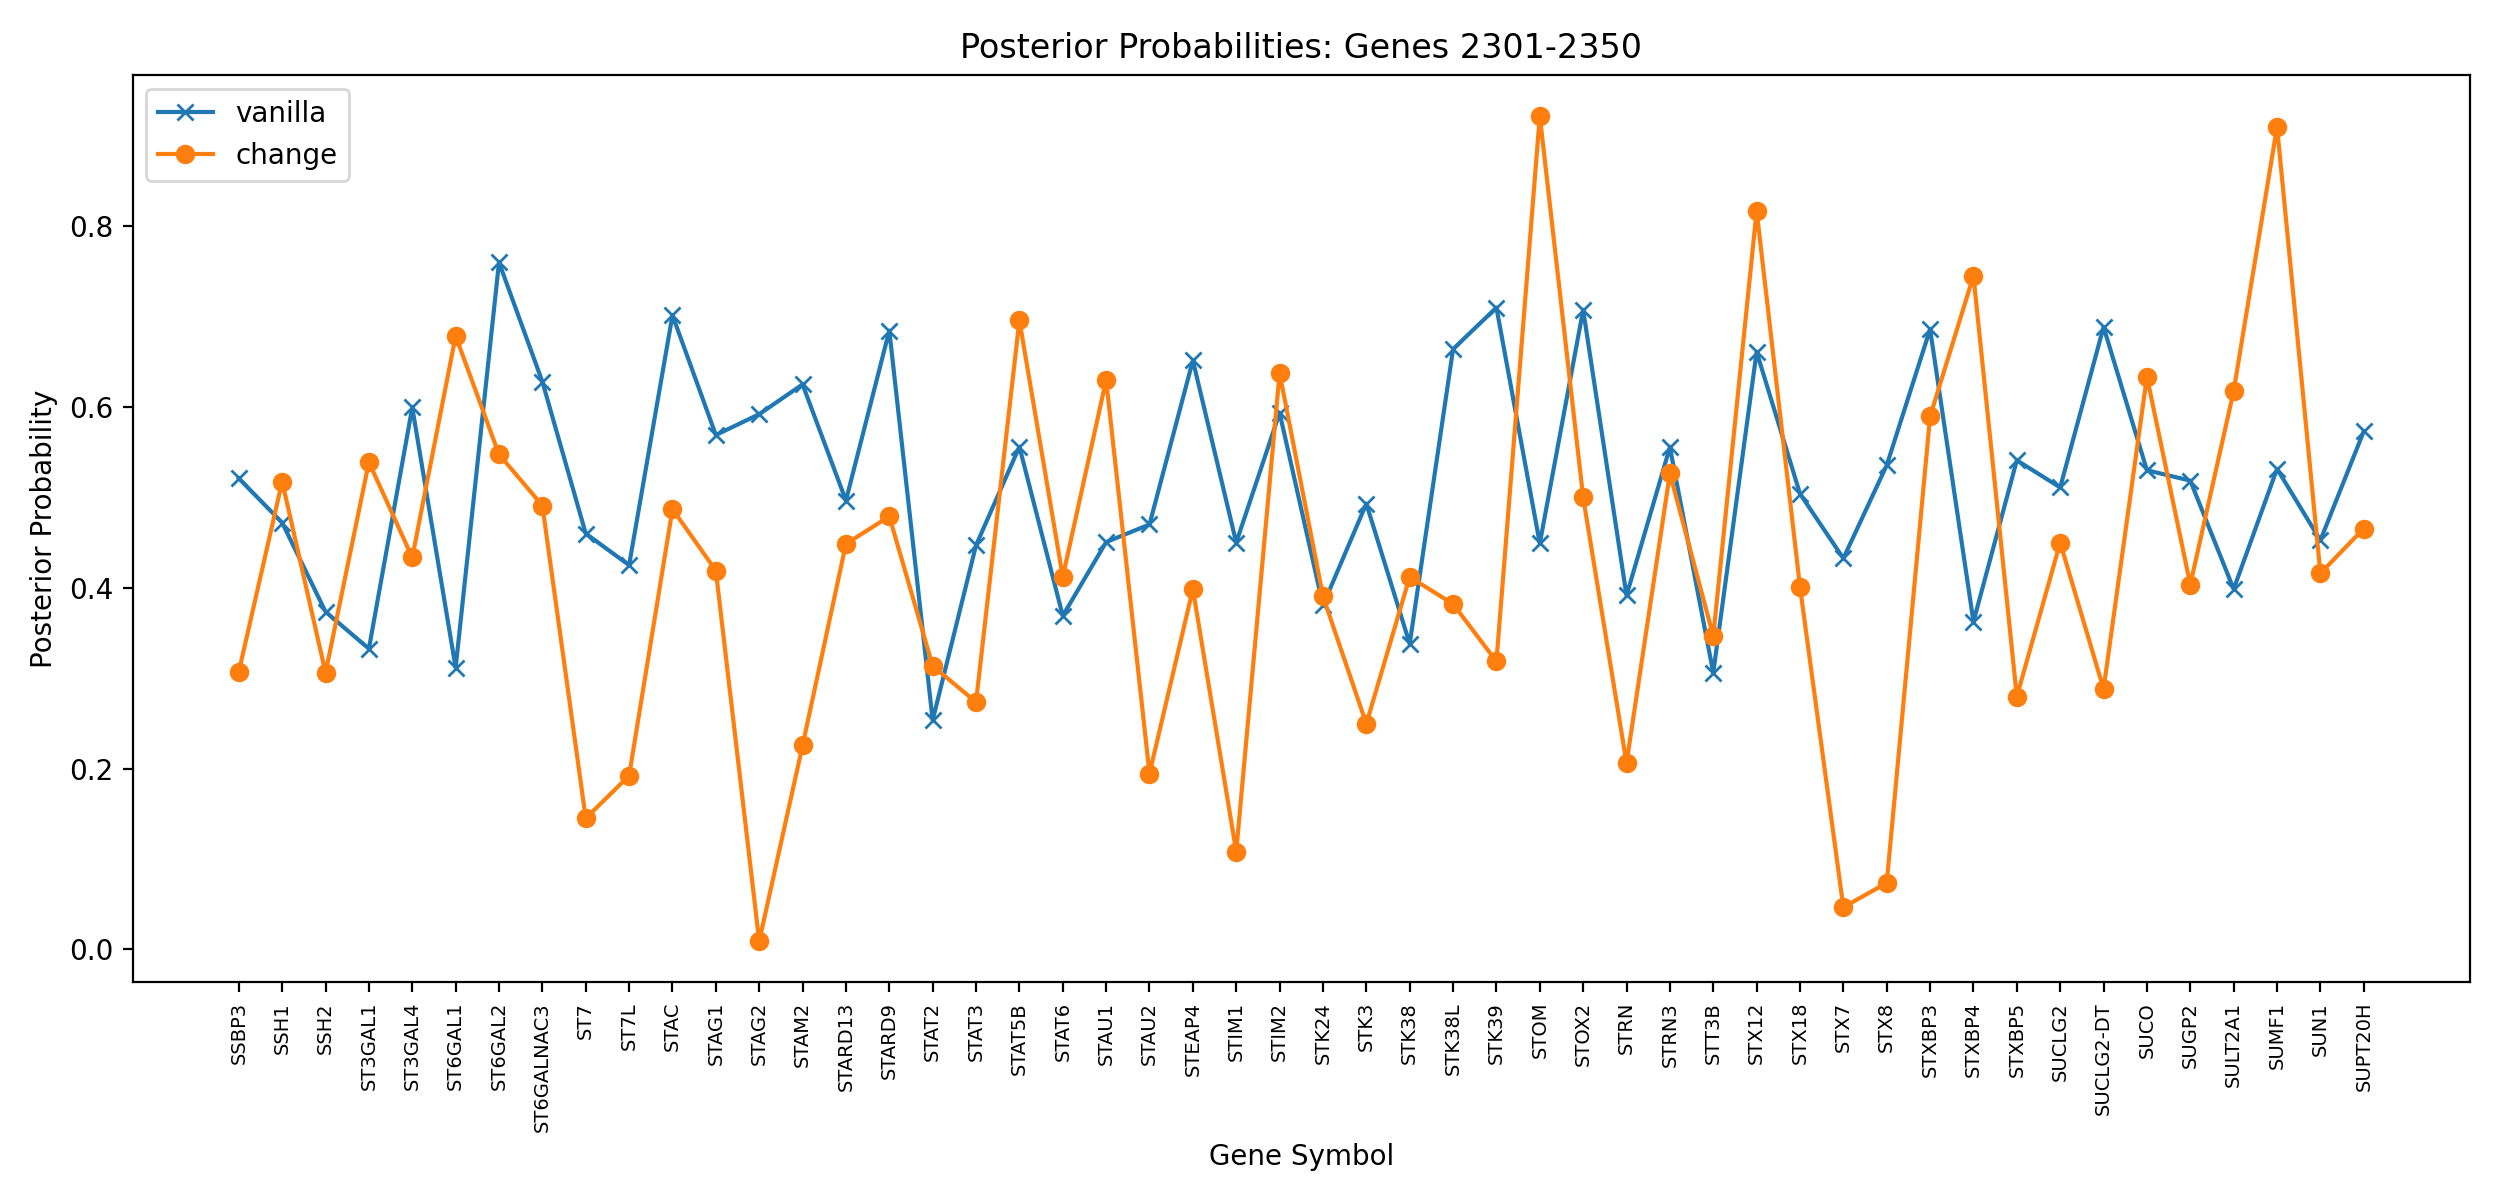 Posterior Probabilities: Genes 2301-2350
vanilla
change
Posterior Probability
0.8
0.6
0.4
0.2
0.0
SSBP3
SSH1
SSH2
ST3GAL1
ST3GAL4
ST6GAL1
ST6GAL2
ST6GALNAC3
ST7
ST7L
STAC
STAG1
STAG2
STAM2
STARD13
STARD9
STAT2
STAT3
STAT5B
STAT6
STAU1
STAU2
STEAP4
STIM1
STIM2
STK24
STK3
STK38
STK38L
STK39
STOM
STOX2
STRN
STRN3
STT3B
STX12
STX18
STX7
STX8
STXBP3
STXBP4
STXBP5
SUCLG2
SUCLG2-DT
SUCO
SUGP2
SULT2A1
SUMF1
SUN1
SUPT20H
Gene Symbol